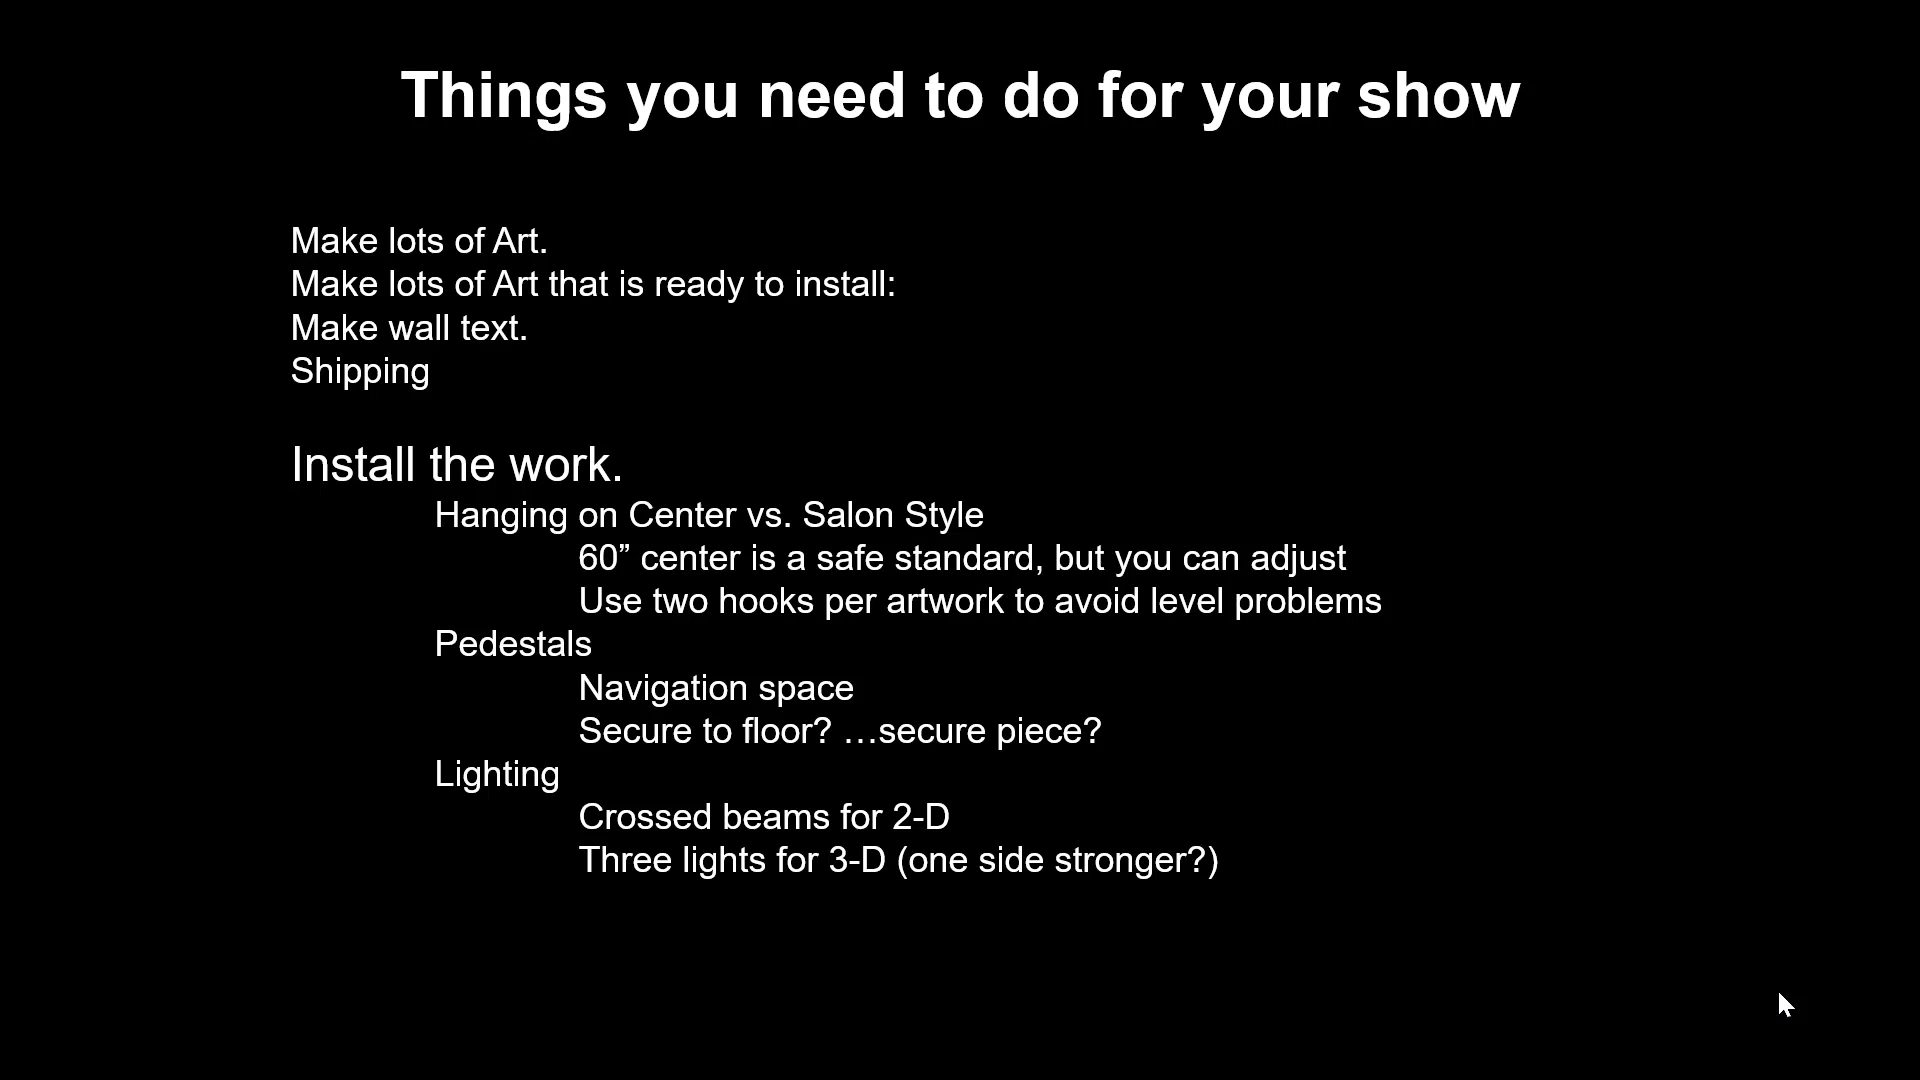 Things you need to do for your show
Make lots of Art.
Make lots of Art that is ready to install:
Make wall text.
Shipping
Install the work.
Hanging on Center vs. Salon Style
60” center is a safe standard, but you can adjust
Use two hooks per artwork to avoid level problems
Pedestals
Navigation space
Secure to floor? …secure piece?
Lighting
Crossed beams for 2-D
Three lights for 3-D (one side stronger?)